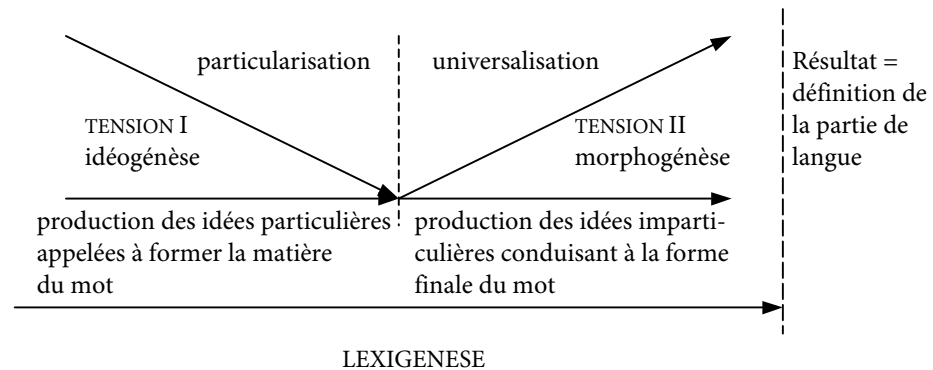 particularisation
universalisation
Résultat =
définition de
la partie de
langue
TENSION I
idéogénèse
TENSION II
morphogénèse
production des idées particulières
appelées à former la matière
du mot
production des idées imparti-
culières conduisant à la forme
finale du mot
LEXIGENESE